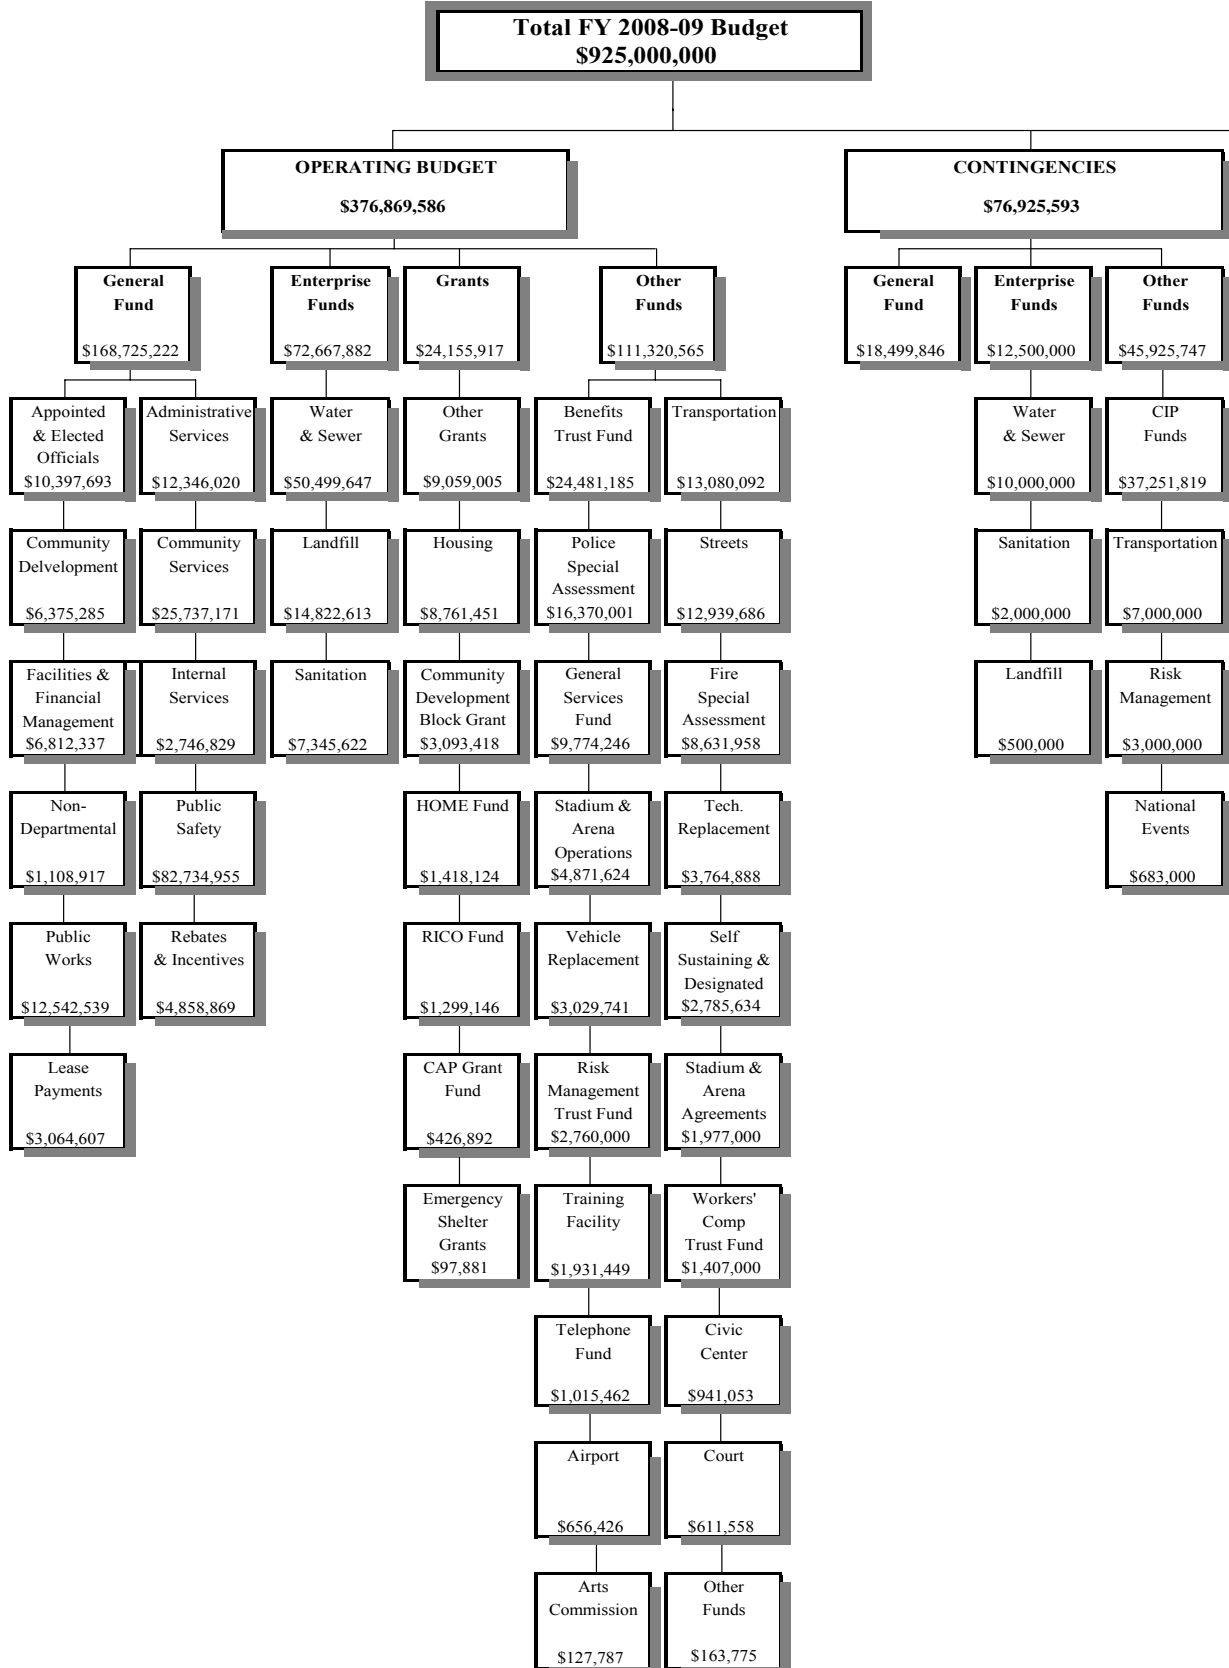 Total FY 2008-09 Budget
$925,000,000
OPERATING BUDGET
$376,869,586
CONTINGENCIES
$76,925,593
General
Fund
$168,725,222
Enterprise
Funds
$72,667,882
Grants
$24,155,917
Other
Funds
$111,320,565
General
Fund
$18,499,846
Enterprise
Funds
$12,500,000
Other
Funds
$45,925,747
Appointed
& Elected
Officials
$10,397,693
Administrative
Services
$12,346,020
Water
& Sewer
$50,499,647
Other
Grants
$9,059,005
Benefits
Trust Fund
$24,481,185
Transportation
$13,080,092
Water
& Sewer
$10,000,000
CIP
Funds
$37,251,819
Community
Delvelopment
$6,375,285
Community
Services
$25,737,171
Landfill
$14,822,613
Housing
$8,761,451
Police
Special
Assessment
$16,370,001
Streets
$12,939,686
Sanitation
$2,000,000
Transportation
$7,000,000
Facilities &
Financial
Management
$6,812,337
Internal
Services
$2,746,829
Sanitation
$7,345,622
Community
Development
Block Grant
$3,093,418
General
Services
Fund
$9,774,246
Fire
Special
Assessment
$8,631,958
Landfill
$500,000
Risk
Management
$3,000,000
Non-
Departmental
$1,108,917
Public
Safety
$82,734,955
HOME Fund
$1,418,124
Stadium &
Arena
Operations
$4,871,624
Tech.
Replacement
$3,764,888
National
Events
$683,000
Public
Works
$12,542,539
Rebates
& Incentives
$4,858,869
RICO Fund
$1,299,146
Vehicle
Replacement
$3,029,741
Self
Sustaining &
Designated
$2,785,634
Lease
Payments
$3,064,607
CAP Grant
Fund
$426,892
Risk
Management
Trust Fund
$2,760,000
Stadium &
Arena
Agreements
$1,977,000
Emergency
Shelter
Grants
$97,881
Training
Facility
$1,931,449
Workers'
Comp
Trust Fund
$1,407,000
Telephone
Fund
$1,015,462
Civic
Center
$941,053
Airport
$656,426
Court
$611,558
Arts
Commission
$127,787
Other
Funds
$163,775